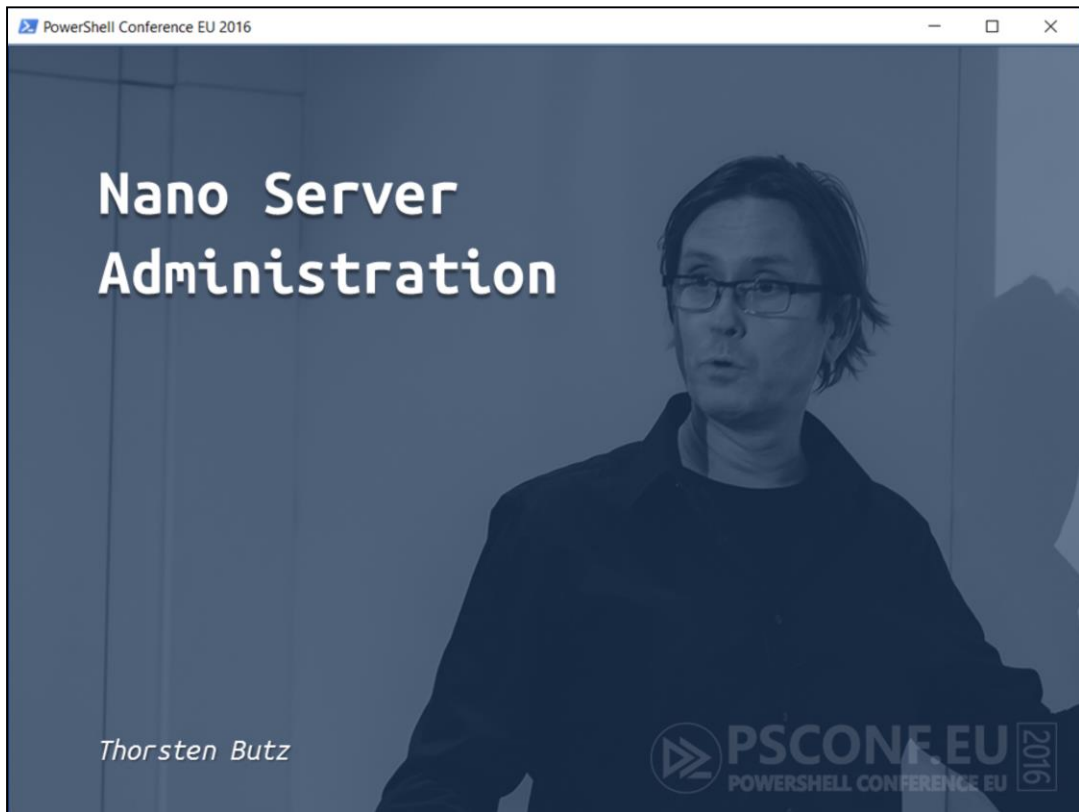 PowerShell Conference EU 2016
Nano Server
Administration
Thorsten Butz
PSCONF.EU
POWERSHELL CONFERENCE EU
2016